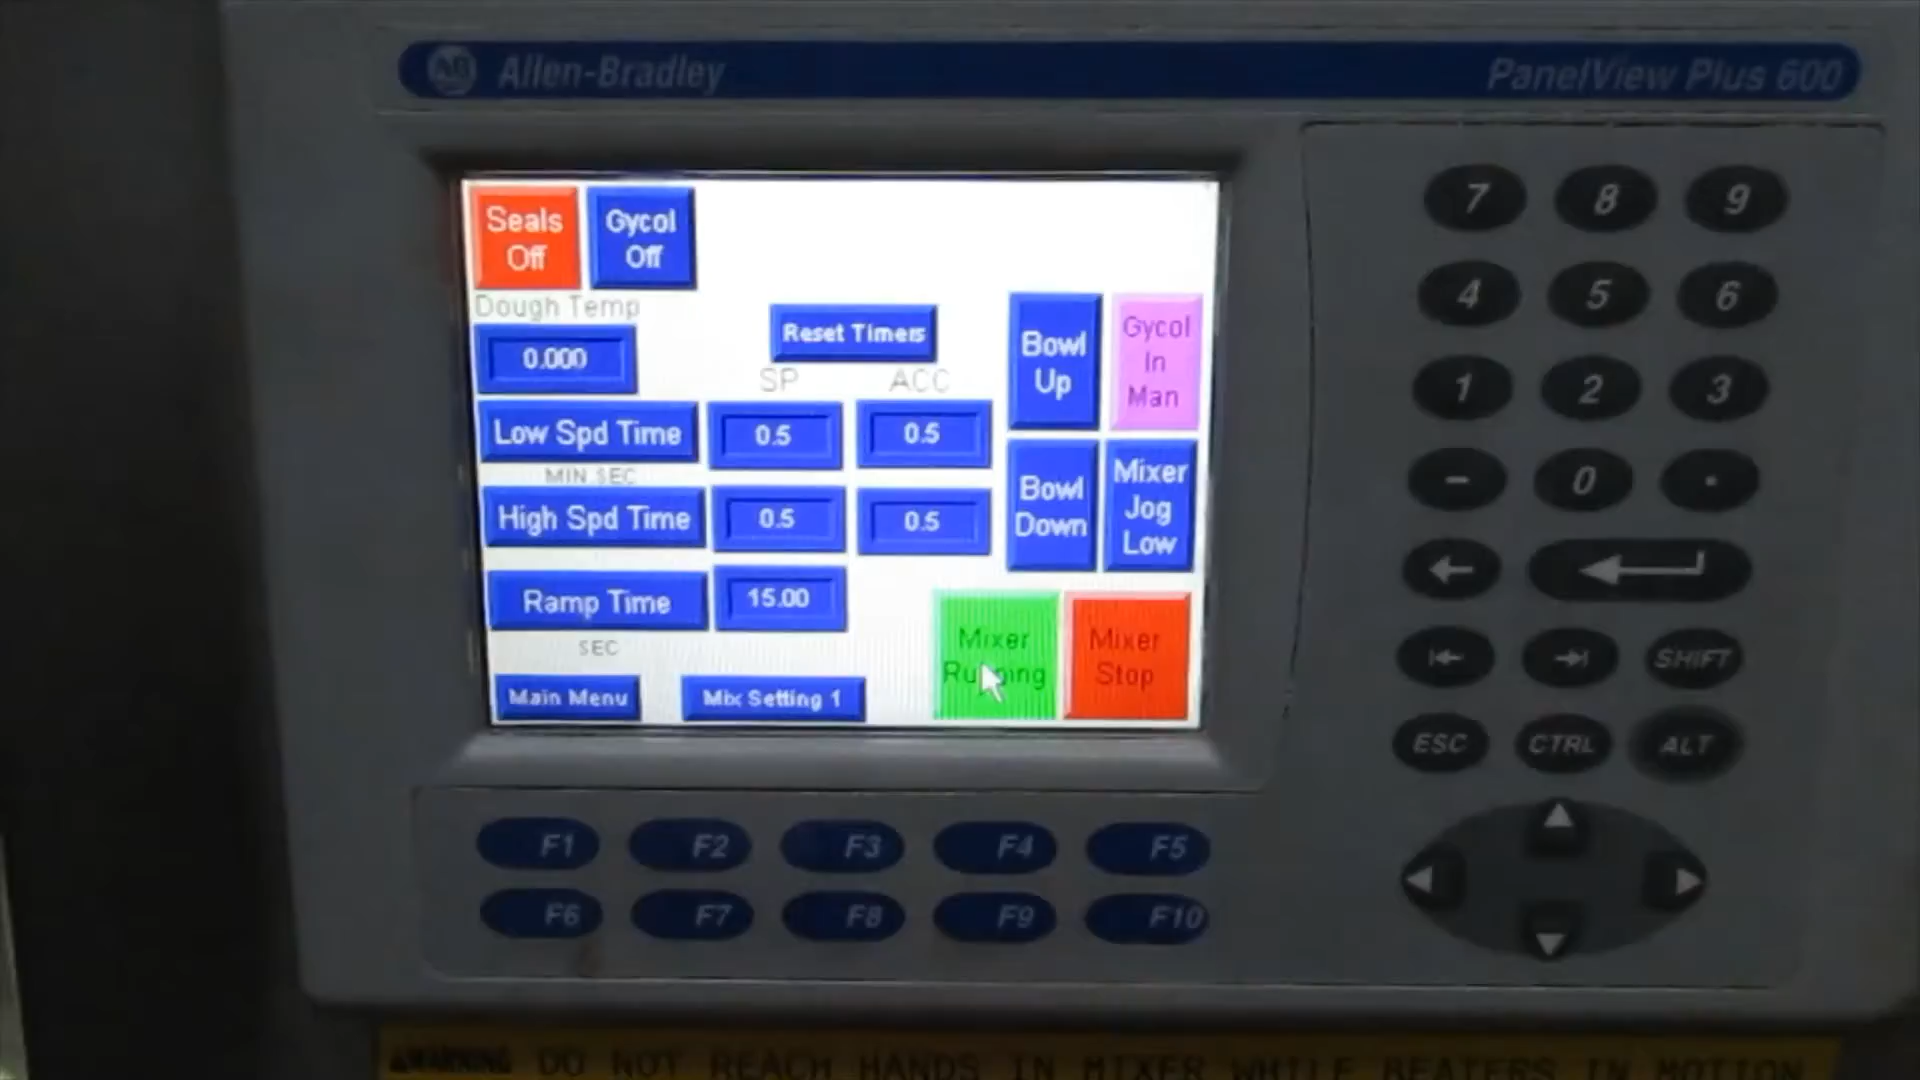 AB Allen-Bradley
PanelView Plus 600
Seals Off
Gycol Off
Dough Temp
0.000
Reset Timers
SP ACC
Low Spd Time 0.5 0.5
MIN.SEC
High Spd Time 0.5 0.5
Ramp Time 15.00
SEC
Main Menu
Mix Setting 1
Bowl Up
Gycol In Man
Bowl Down
Mixer Jog Low
Mixer Running
Mixer Stop
7 8 9
4 5 6
1 2 3
- 0 .
SHIFT
ESC CTRL ALT
F1 F2 F3 F4 F5
F6 F7 F8 F9 F10
WARNING DO NOT REACH HANDS IN MIXER WHILE BEATERS IN MOTION